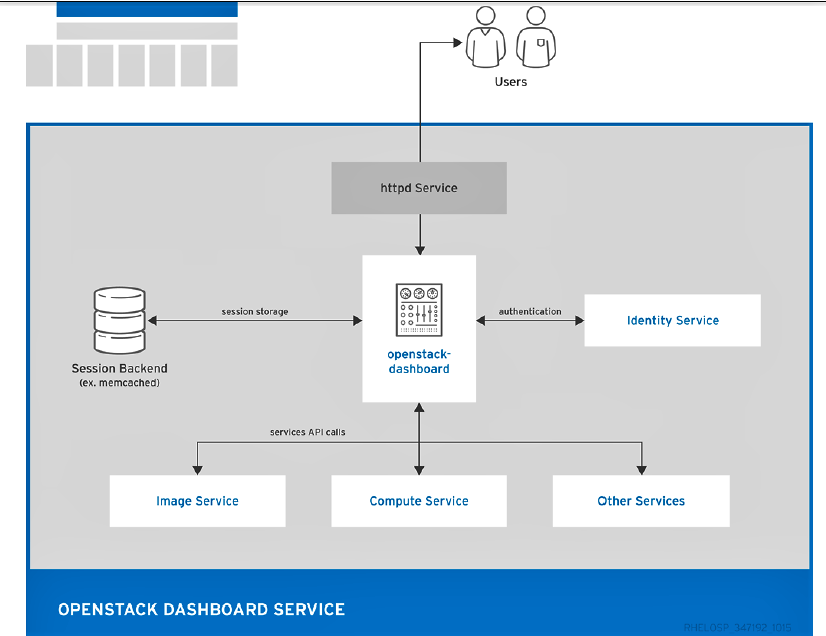 Users
httpd Service
session storage
authentication
Identity Service
openstack-
dashboard
Session Backend
(ex. memcached)
services API calls
Image Service
Compute Service
Other Services
OPENSTACK DASHBOARD SERVICE
RHELOSP_347192_1015